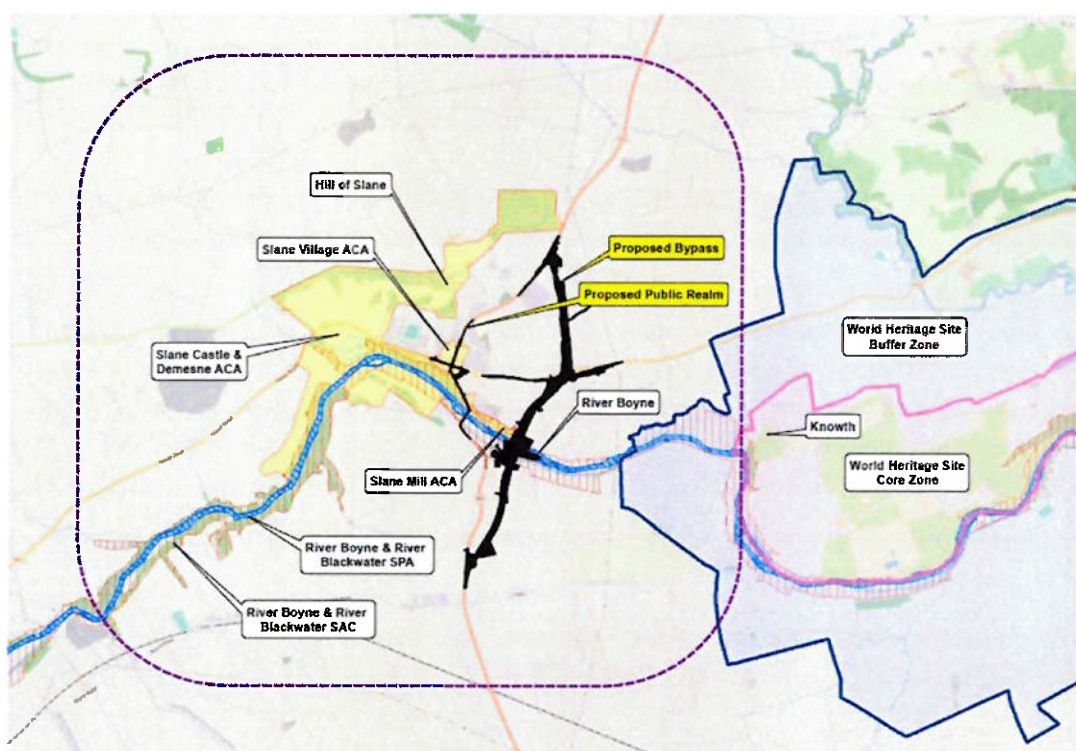 Hill of Slane
Slane Village ACA
Proposed Bypass
Proposed Public Realm
World Heritage Site
Buffer Zone
Slane Castle &
Demesne ACA
River Boyne
Knowth
World Heritage Site
Core Zone
Slane Mill ACA
River Boyne & River
Blackwater SPA
River Boyne & River
Blackwater SAC